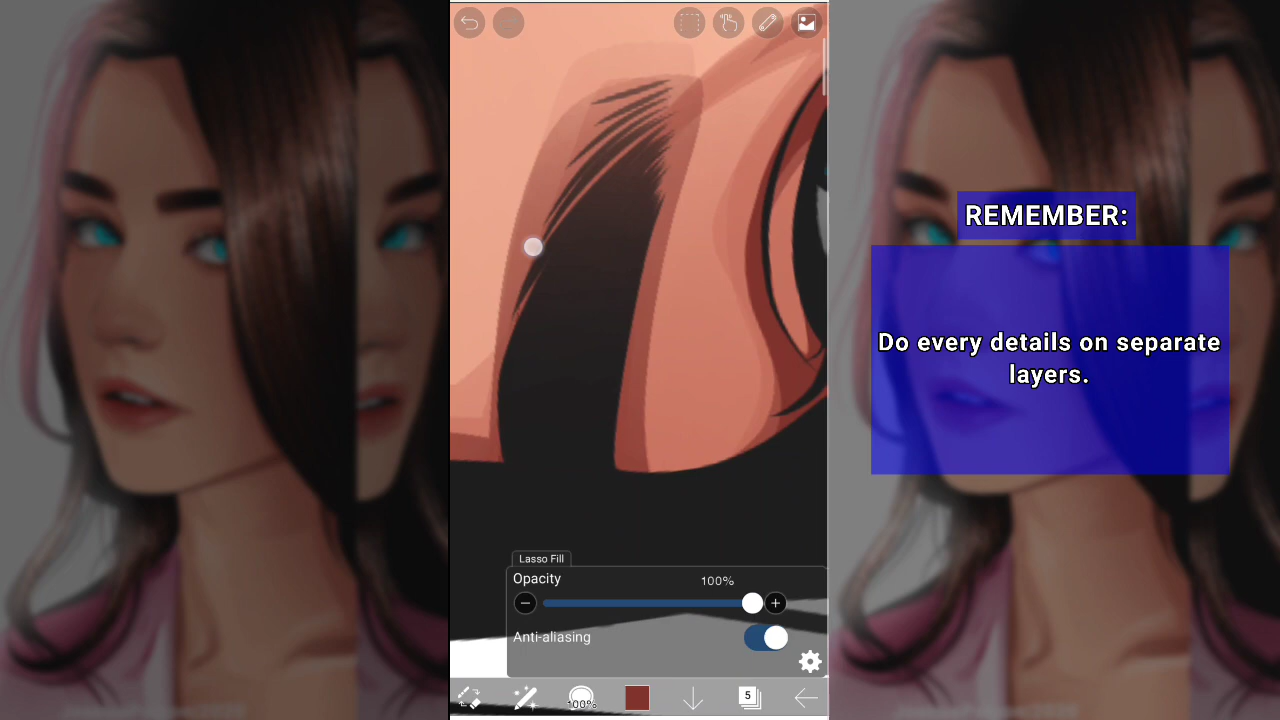 REMEMBER:
Do every details on separate
layers.
Lasso Fill
Opacity 100%
Anti-aliasing
100%
5